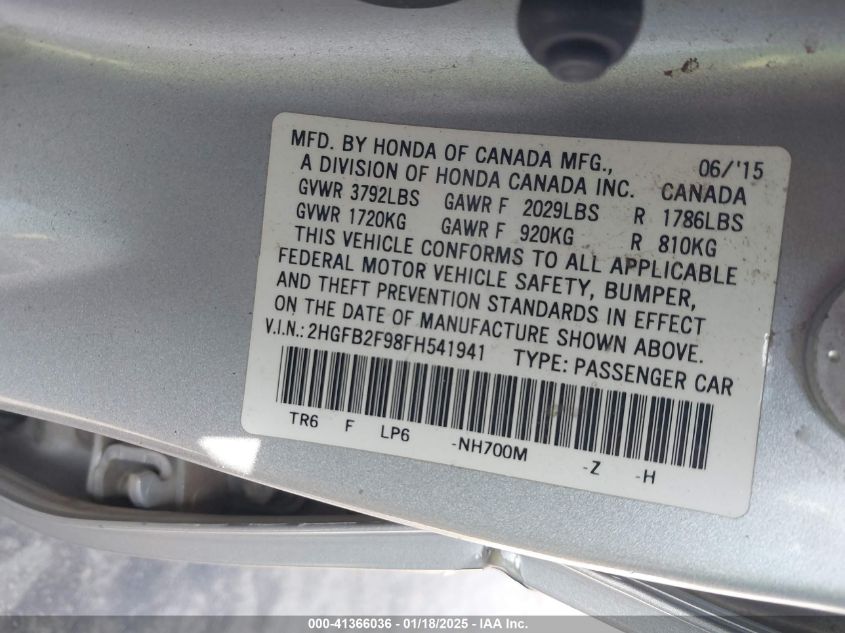 MFD. BY HONDA OF CANADA MFG., 06/'15
A DIVISION OF HONDA CANADA INC. CANADA
GVWR 3792LBS GAWR F 2029LBS R 1786LBS
GVWR 1720KG GAWR F 920KG R 810KG
THIS VEHICLE CONFORMS TO ALL APPLICABLE
FEDERAL MOTOR VEHICLE SAFETY, BUMPER,
AND THEFT PREVENTION STANDARDS IN EFFECT
ON THE DATE OF MANUFACTURE SHOWN ABOVE.
V.I.N.: 2HGFB2F98FH541941 TYPE: PASSENGER CAR
TR6 F LP6 -NH700M -Z -H
000-41366036 - 01/18/2025 - IAA Inc.